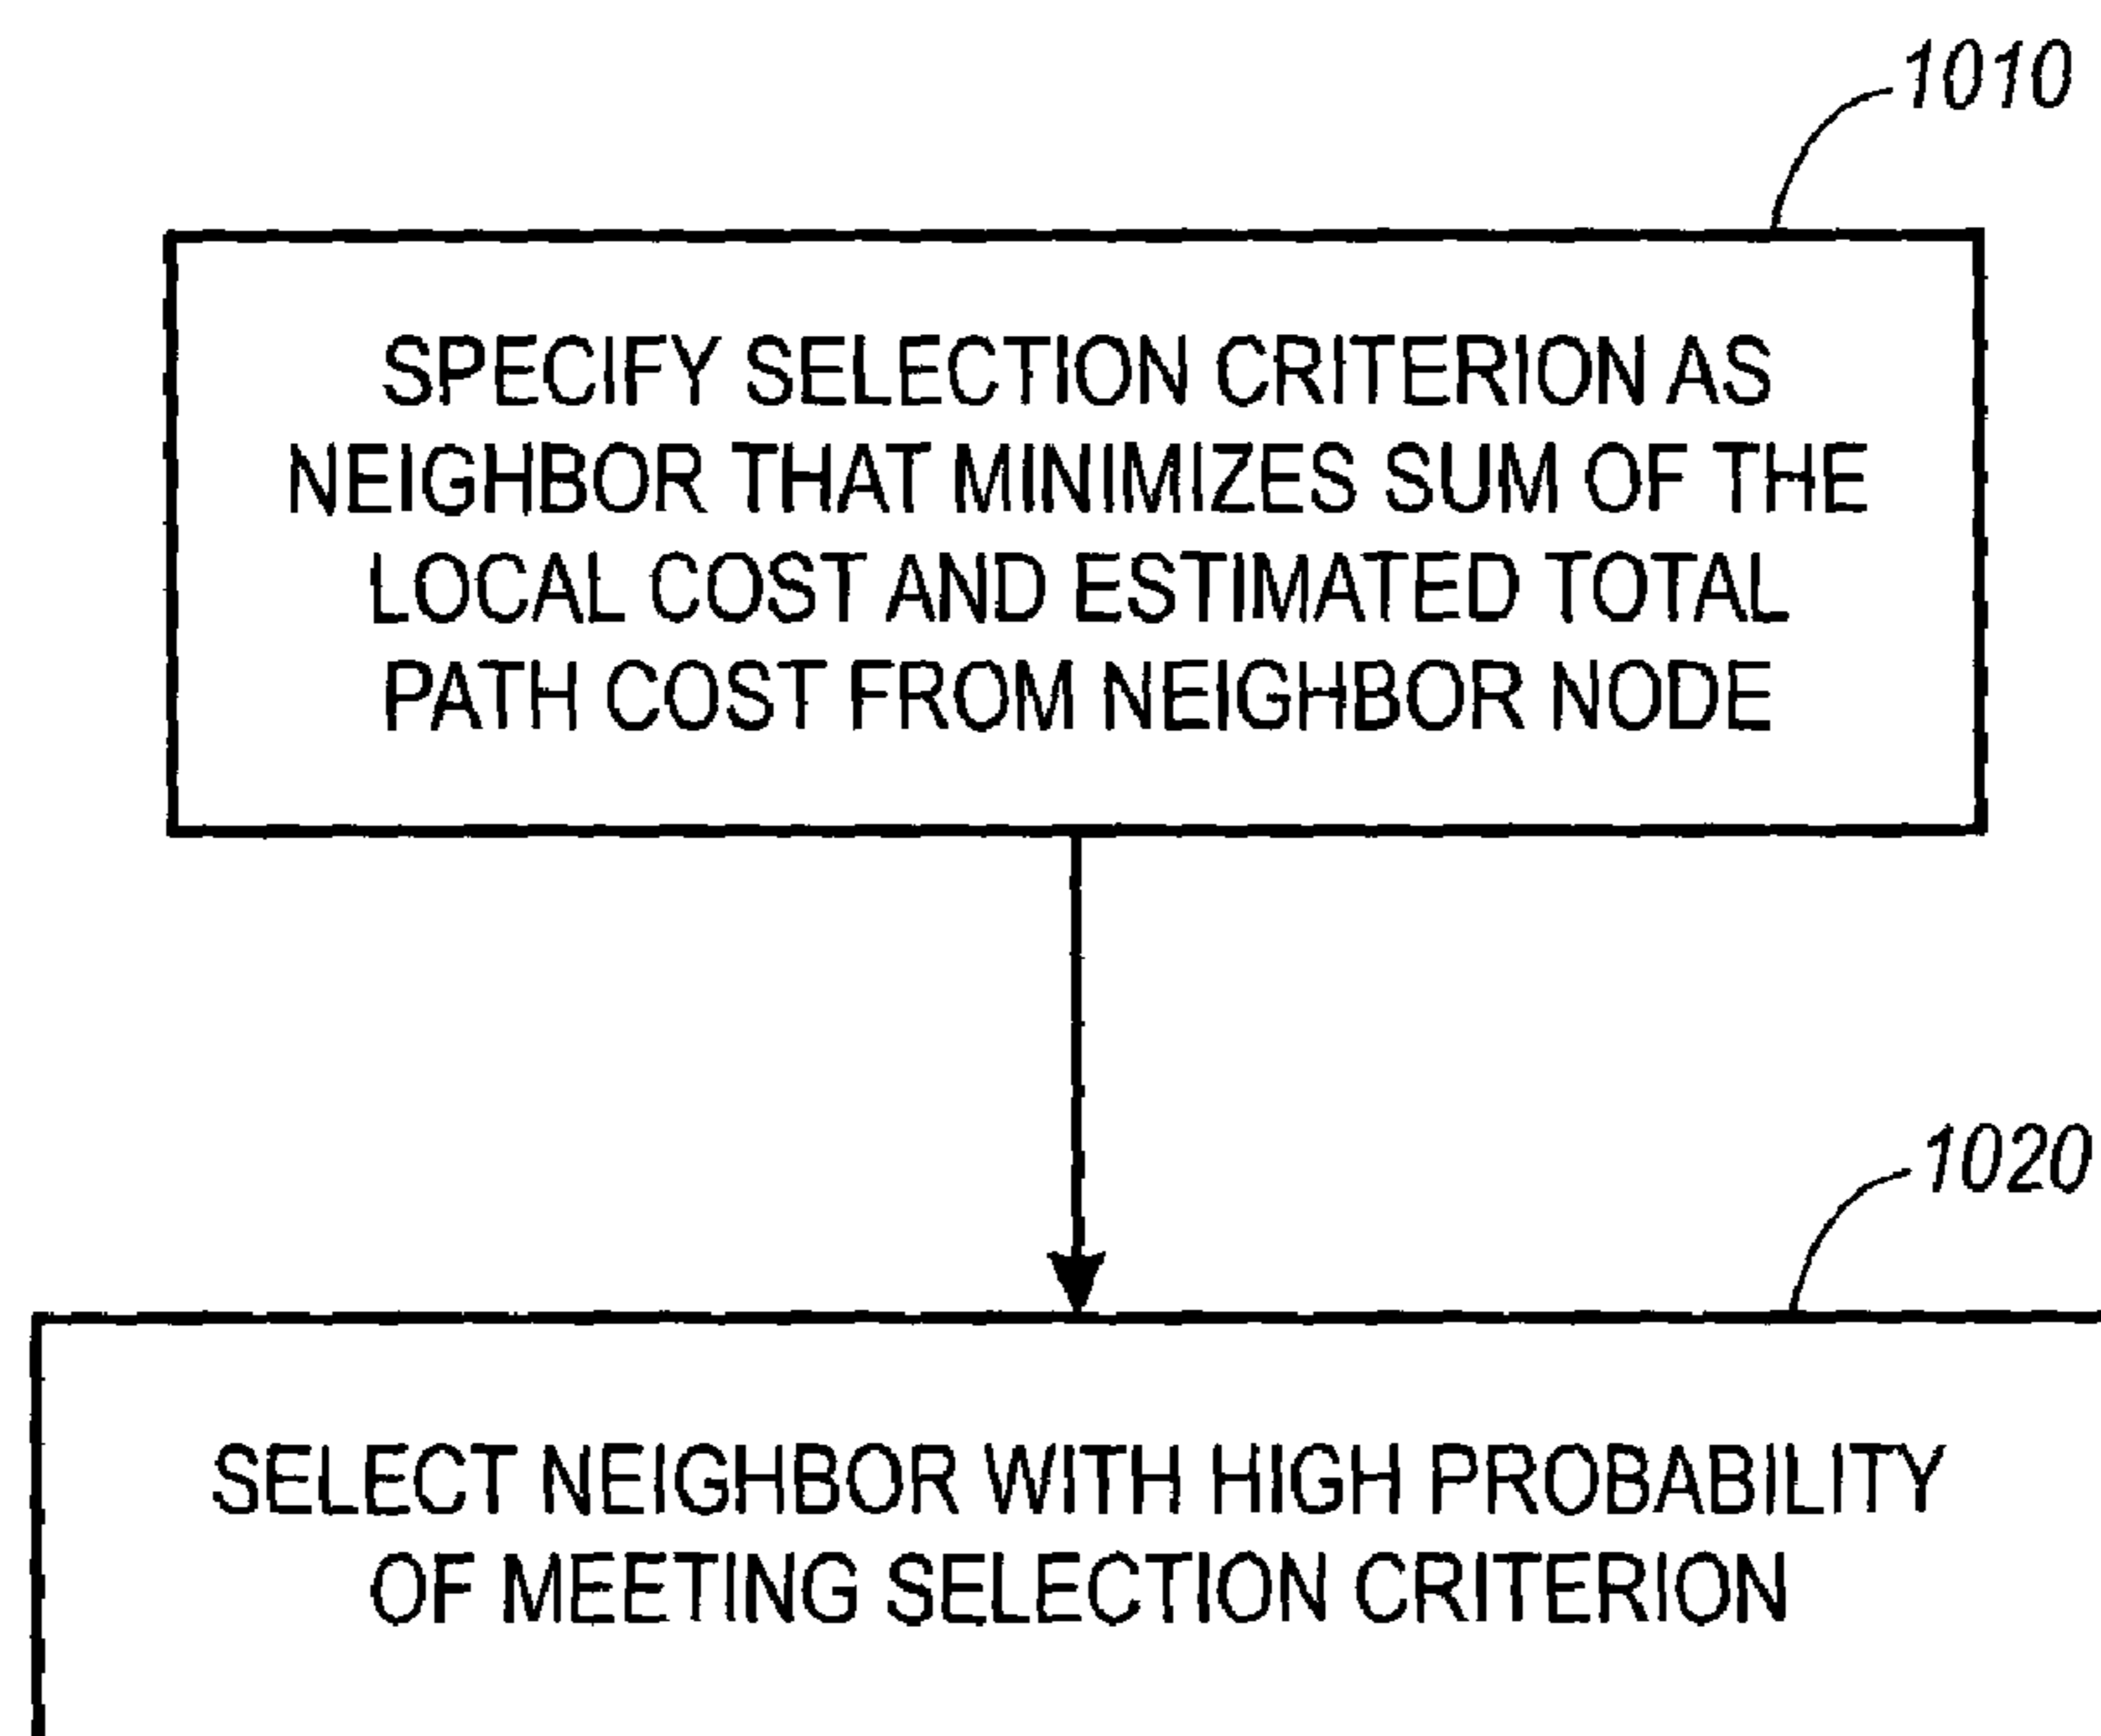 1010
SPECIFY SELECTION CRITERION AS
NEIGHBOR THAT MINIMIZES SUM OF THE
LOCAL COST AND ESTIMATED TOTAL
PATH COST FROM NEIGHBOR NODE
1020
SELECT NEIGHBOR WITH HIGH PROBABILITY
OF MEETING SELECTION CRITERION